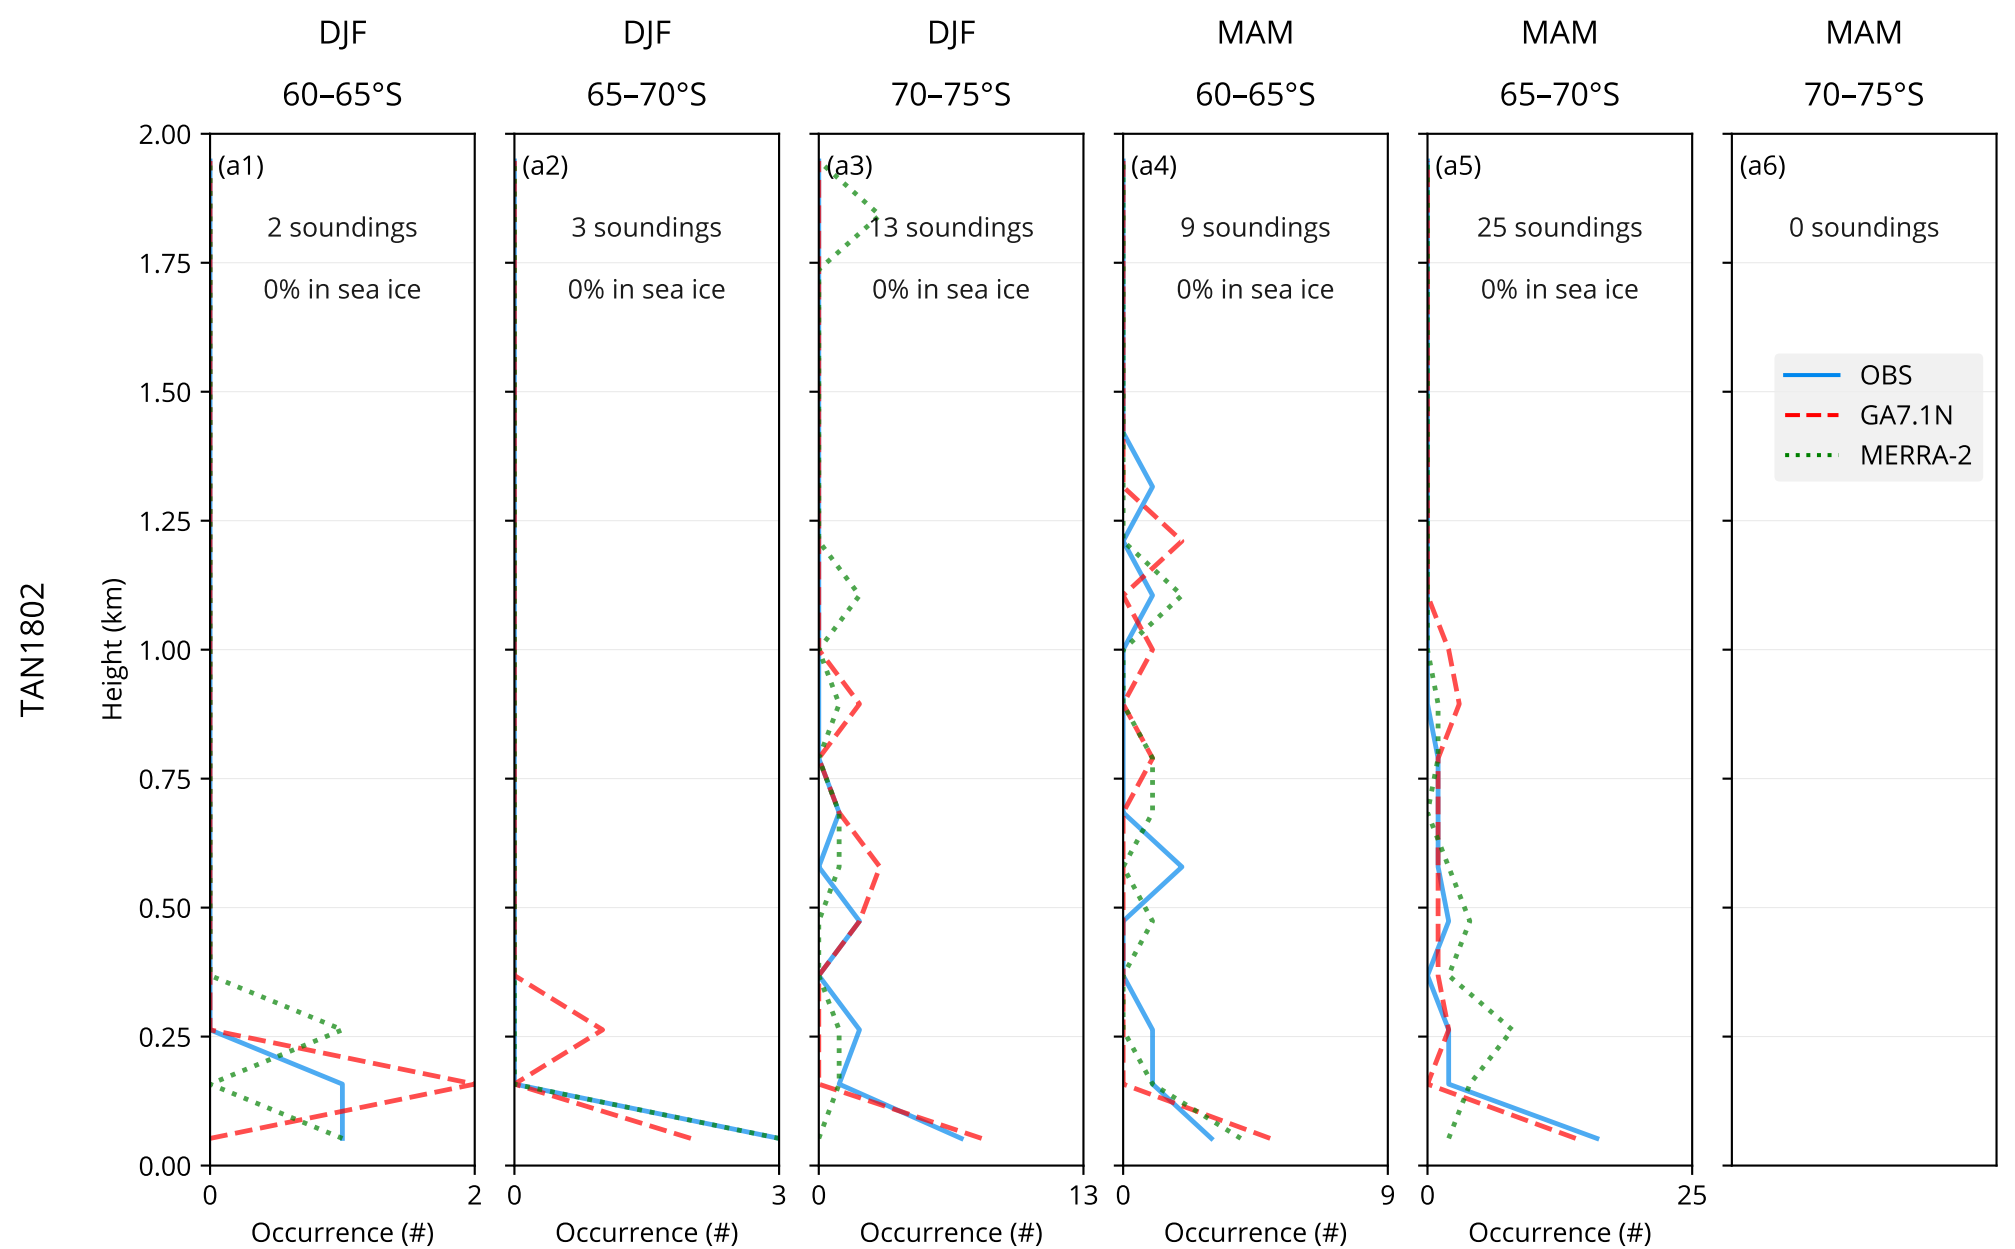 DJF DJF DJF MAM MAM MAM
60–65°S 65–70°S 70–75°S 60–65°S 65–70°S 70–75°S
(a1) (a2) (a3) (a4) (a5) (a6)
2 soundings 3 soundings 13 soundings 9 soundings 25 soundings 0 soundings
0% in sea ice 0% in sea ice 0% in sea ice 0% in sea ice 0% in sea ice
OBS
GA7.1N
MERRA-2
TAN1802
Height (km)
2.00
1.75
1.50
1.25
1.00
0.75
0.50
0.25
0.00
0 2 0 3 0 13 0 9 0 25
Occurrence (#) Occurrence (#) Occurrence (#) Occurrence (#) Occurrence (#)